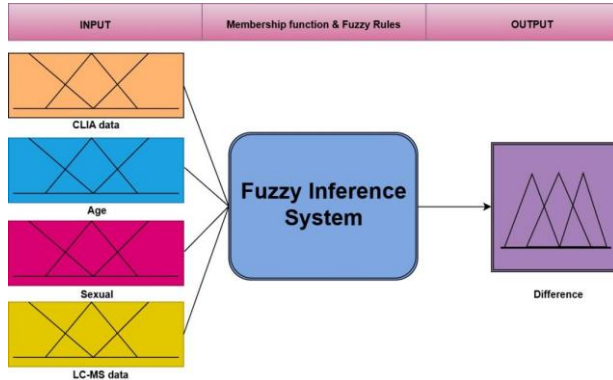 INPUT
Membership function & Fuzzy Rules
OUTPUT
CLIA data
Age
Sexual
LC-MS data
Fuzzy Inference
System
Difference